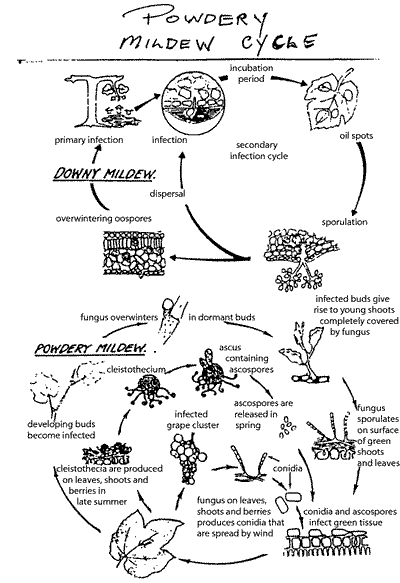 POWDERY
MILDEW CYCLE
incubation
period
primary infection
infection
secondary
infection cycle
oil spots
DOWNY MILDEW.
dispersal
sporulation
overwintering oospores
infected buds give
rise to young shoots
completely covered
by fungus
fungus overwinters
in dormant buds
POWDERY MILDEW.
cleistothecium
ascus
containing
ascospores
ascospores are
released in
spring
infected
grape cluster
developing buds
become infected
fungus
sporulates
on surface
of green
shoots
and leaves
cleistothecia are produced
on leaves, shoots and
berries in
late summer
conidia
fungus on leaves,
shoots and berries
produces conidia that
are spread by wind
conidia and ascospores
infect green tissue